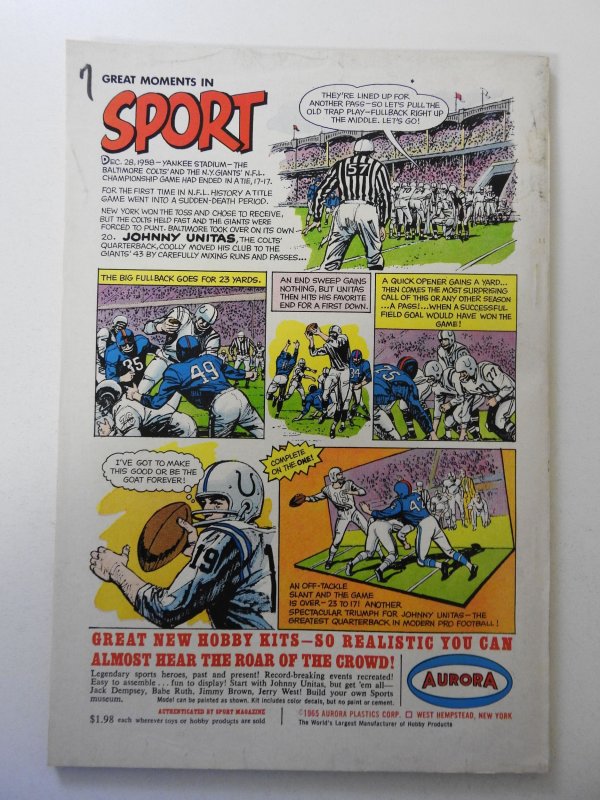 7
GREAT MOMENTS IN
SPORT
DEC. 28, 1958 - YANKEE STADIUM - THE
BALTIMORE COLTS' AND THE N.Y. GIANTS' N.F.L.
CHAMPIONSHIP GAME HAD ENDED IN A TIE, 17-17.
FOR THE FIRST TIME IN N.F.L. HISTORY A TITLE
GAME WENT INTO A SUDDEN-DEATH PERIOD.
NEW YORK WON THE TOSS AND CHOSE TO RECEIVE,
BUT THE COLTS HELD FAST AND THE GIANTS WERE
FORCED TO PUNT. BALTIMORE TOOK OVER ON ITS OWN
20. JOHNNY UNITAS, THE COLTS'
QUARTERBACK, COOLLY MOVED HIS CLUB TO THE
GIANTS' 43 BY CAREFULLY MIXING RUNS AND PASSES...
THEY'RE LINED UP FOR
ANOTHER PASS-SO LET'S PULL THE
OLD TRAP PLAY-FULLBACK RIGHT UP
THE MIDDLE. LET'S GO!
57
THE BIG FULLBACK GOES FOR 23 YARDS.
35
49
AN END SWEEP GAINS
NOTHING, BUT UNITAS
THEN HITS HIS FAVORITE
END FOR A FIRST DOWN.
A QUICK OPENER GAINS A YARD...
THEN COMES THE MOST SURPRISING
CALL OF THIS OR ANY OTHER SEASON
...A PASS!...WHEN A SUCCESSFUL
FIELD GOAL WOULD HAVE WON THE
GAME!
75
I'VE GOT TO MAKE
THIS GOOD OR BE THE
GOAT FOREVER!
19
COMPLETE
ON THE ONE!
AN OFF-TACKLE
SLANT AND THE GAME
IS OVER-23 TO 17! ANOTHER
SPECTACULAR TRIUMPH FOR JOHNNY UNITAS-THE
GREATEST QUARTERBACK IN MODERN PRO FOOTBALL!
GREAT NEW HOBBY KITS—SO REALISTIC YOU CAN
ALMOST HEAR THE ROAR OF THE CROWD!
Legendary sports heroes, past and present! Record-breaking events recreated!
Easy to assemble . . . fun to display! Start with Johnny Unitas, but get 'em all—
Jack Dempsey, Babe Ruth, Jimmy Brown, Jerry West! Build your own Sports
museum. Model can be painted as shown. Kit includes color decals, but no paint or cement.
AUTHENTICATED BY SPORT MAGAZINE
$1.98 each wherever toys or hobby products are sold
AURORA
©1965 AURORA PLASTICS CORP. □ WEST HEMPSTEAD, NEW YORK
The World's Largest Manufacturer of Hobby Products